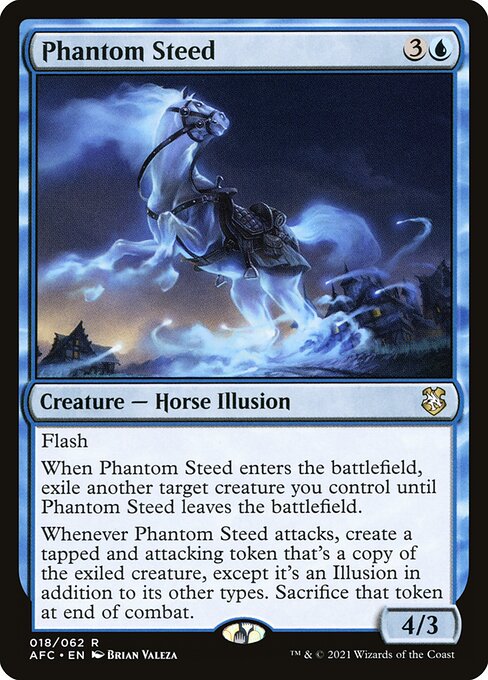 Phantom Steed 3
Creature — Horse Illusion
Flash
When Phantom Steed enters the battlefield,
exile another target creature you control until
Phantom Steed leaves the battlefield.
Whenever Phantom Steed attacks, create a
tapped and attacking token that's a copy of
the exiled creature, except it's an Illusion in
addition to its other types. Sacrifice that token
at end of combat.
4/3
018/062 R
AFC • EN Brian Valeza
™ & © 2021 Wizards of the Coast